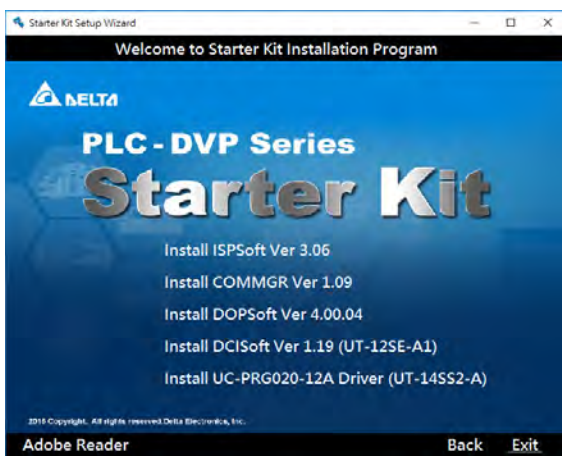 Starter Kit Setup Wizard
Welcome to Starter Kit Installation Program
DELTA
PLC - DVP Series
Starter Kit
Install ISPSoft Ver 3.06
Install COMMGR Ver 1.09
Install DOPSoft Ver 4.00.04
Install DCISoft Ver 1.19 (UT-12SE-A1)
Install UC-PRG020-12A Driver (UT-14SS2-A)
2018 Copyright. All rights reserved.Delta Electronics, Inc.
Adobe Reader Back Exit